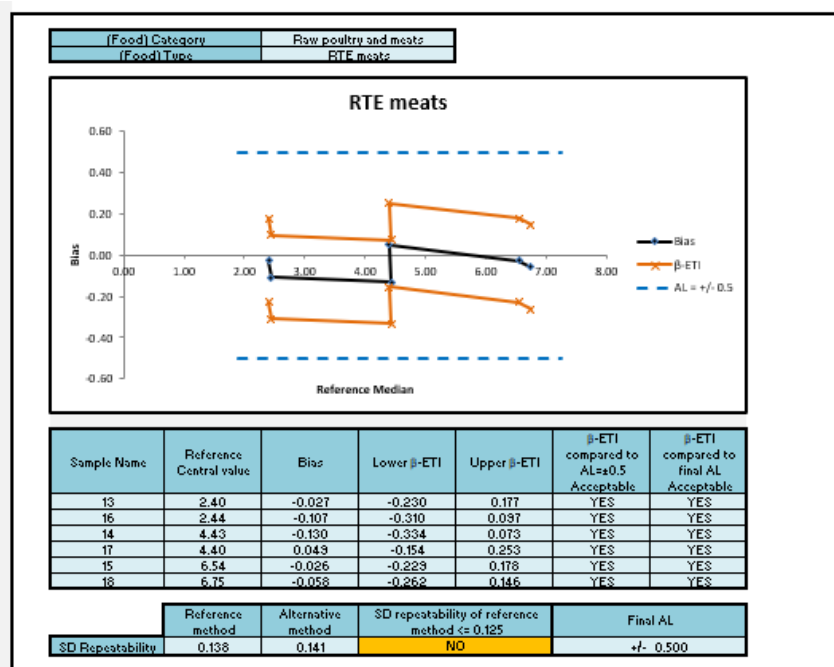 (Food) Category Raw poultry and meats
(Food) Type RTE meats
RTE meats
0.60
0.40
0.20
0.00
-0.20
-0.40
-0.60
Bias
0.00 1.00 2.00 3.00 4.00 5.00 6.00 7.00 8.00
Reference Median
Bias
β-ETI
AL = +/- 0.5
Sample Name Reference Central value Bias Lower β-ETI Upper β-ETI β-ETI compared to AL=±0.5 Acceptable β-ETI compared to final AL Acceptable
13 2.40 -0.027 -0.230 0.177 YES YES
16 2.44 -0.107 -0.310 0.097 YES YES
14 4.43 -0.130 -0.334 0.073 YES YES
17 4.40 0.049 -0.154 0.253 YES YES
15 6.54 -0.026 -0.229 0.178 YES YES
18 6.75 -0.058 -0.262 0.146 YES YES
Reference method Alternative method SD repeatability of reference method <= 0.125 Final AL
SD Repeatability 0.138 0.141 NO +/- 0.500